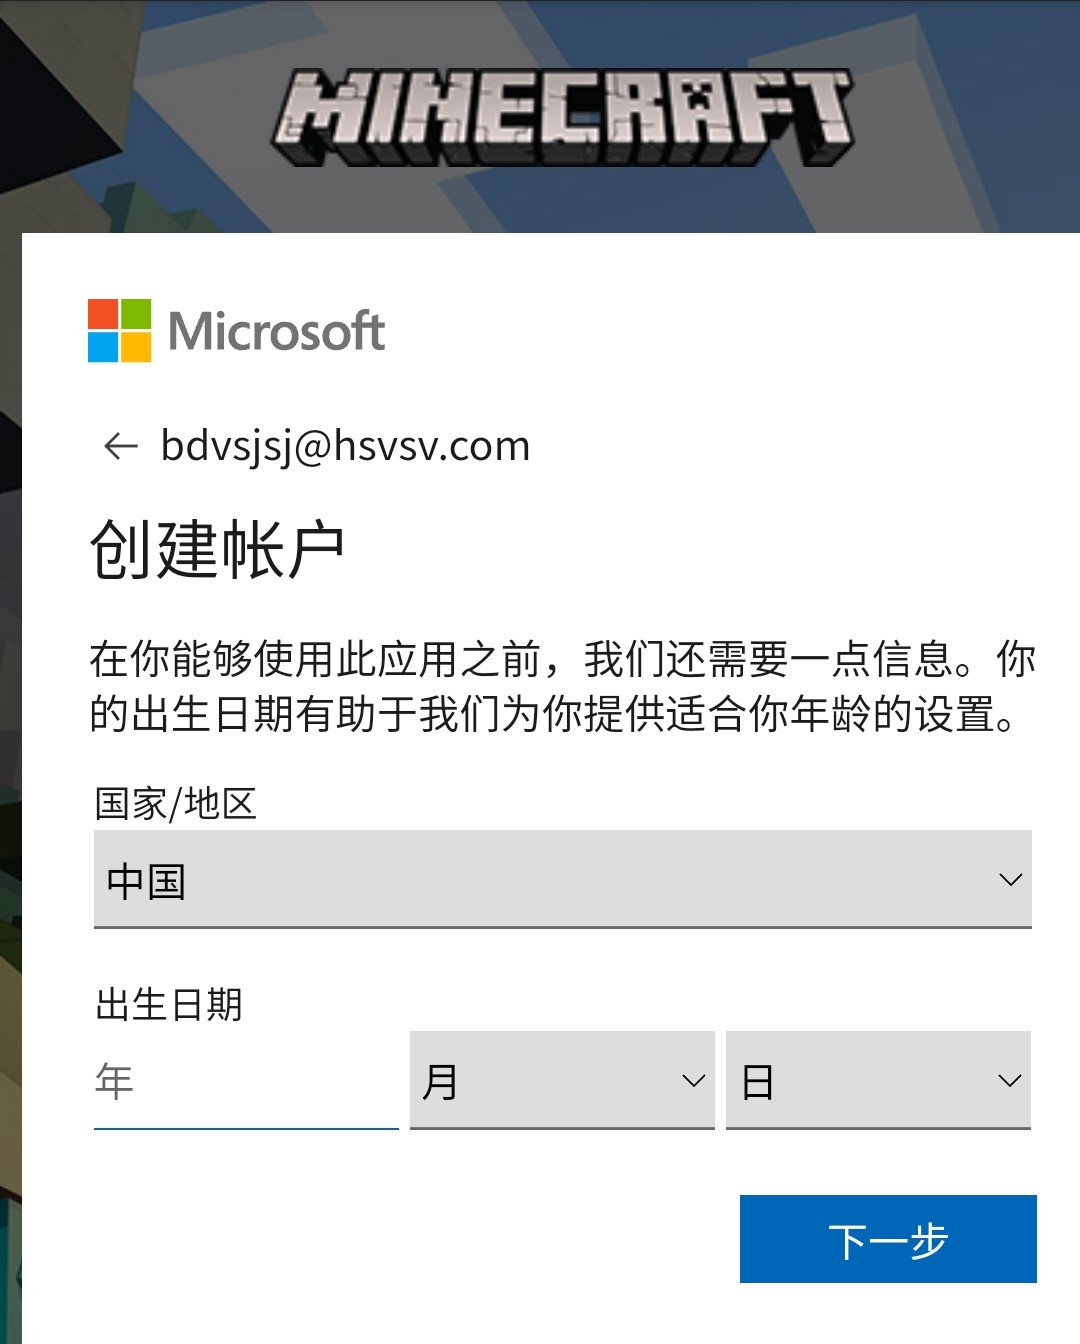 MINECRAFT
Microsoft
← bdvsjsj@hsvsv.com
创建帐户
在你能够使用此应用之前，我们还需要一点信息。你
的出生日期有助于我们为你提供适合你年龄的设置。
国家/地区
中国
出生日期
年 月 日
下一步